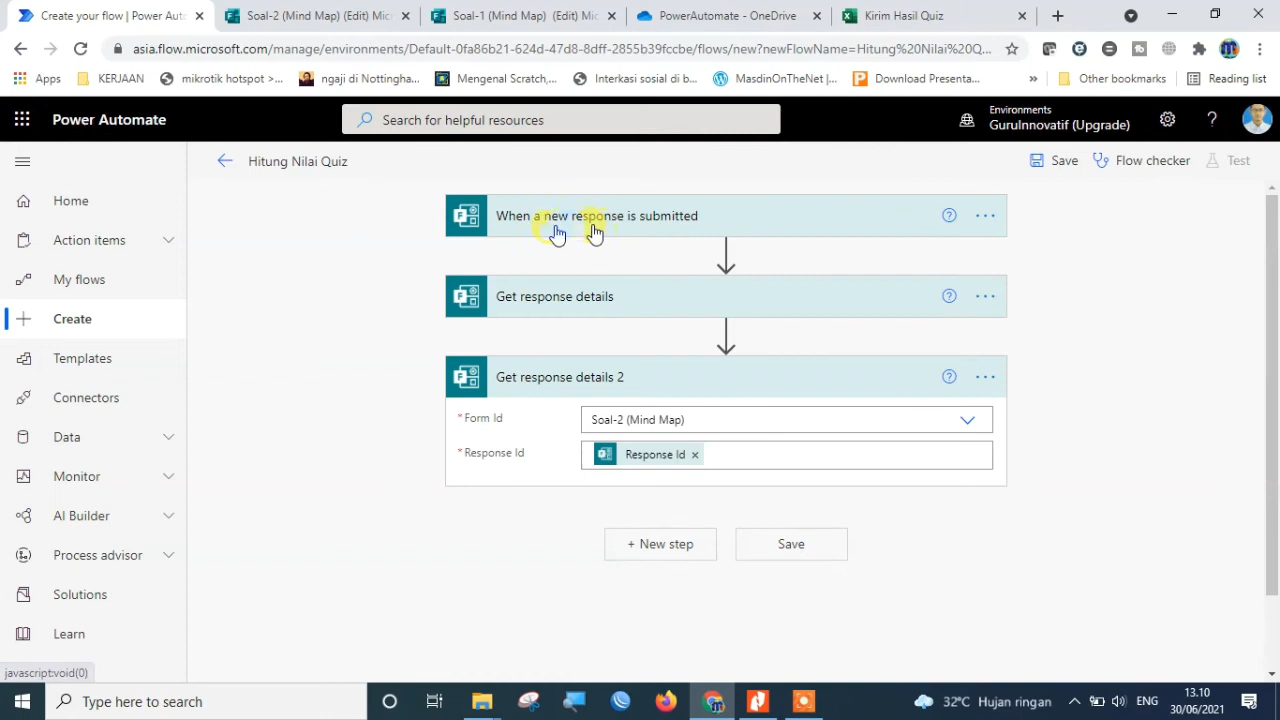 Create your flow | Power Auto
Soal-2 (Mind Map) (Edit) Micr
Soal-1 (Mind Map) (Edit) Micr
PowerAutomate - OneDrive
Kirim Hasil Quiz
asia.flow.microsoft.com/manage/environments/Default-0fa86b21-624d-47d8-8dff-2855b39fccbe/flows/new?newFlowName=Hitung%20Nilai%20Q...
Apps
KERJAAN
mikrotik hotspot >...
ngaji di Nottingha...
Mengenal Scratch,...
Interkasi sosial di b...
MasdinOnTheNet |...
Download Presenta...
»
Other bookmarks
Reading list
Power Automate
Search for helpful resources
Environments
GuruInnovatif (Upgrade)
Hitung Nilai Quiz
Save
Flow checker
Test
Home
Action items
My flows
Create
Templates
Connectors
Data
Monitor
AI Builder
Process advisor
Solutions
Learn
When a new response is submitted
Get response details
Get response details 2
* Form Id
Soal-2 (Mind Map)
* Response Id
Response Id ×
+ New step
Save
javascript:void(0)
Type here to search
32°C Hujan ringan
ENG
13.10
30/06/2021